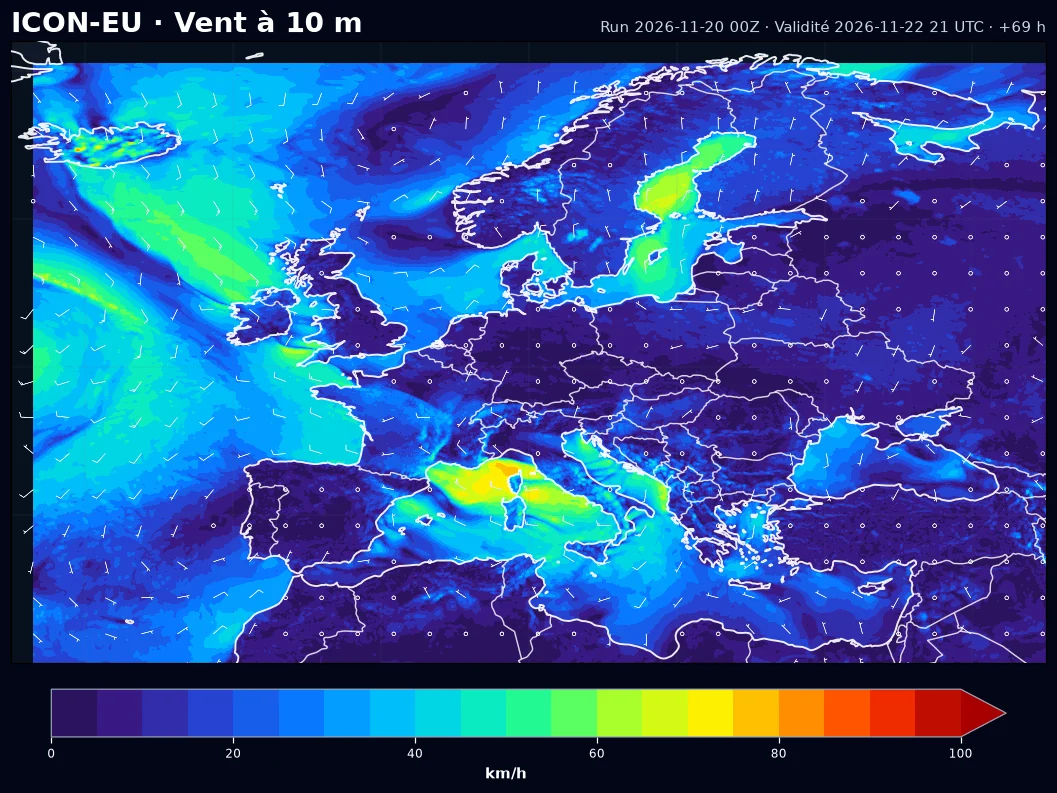 ICON-EU · Vent à 10 m
Run 2026-11-20 00Z · Validité 2026-11-22 21 UTC · +69 h
0 20 40 60 80 100
km/h